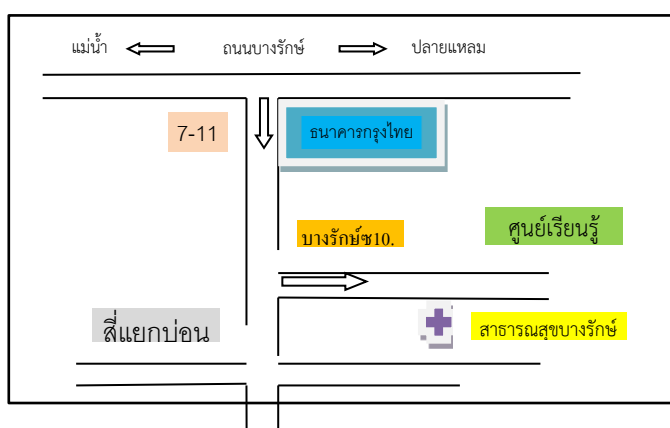 แม่น้ำ ถนนบางรักษ์ ปลายแหลม
7-11 ธนาคารกรุงไทย
บางรักษ์ซ10. ศูนย์เรียนรู้
สี่แยกบ่อน สาธารณสุขบางรักษ์